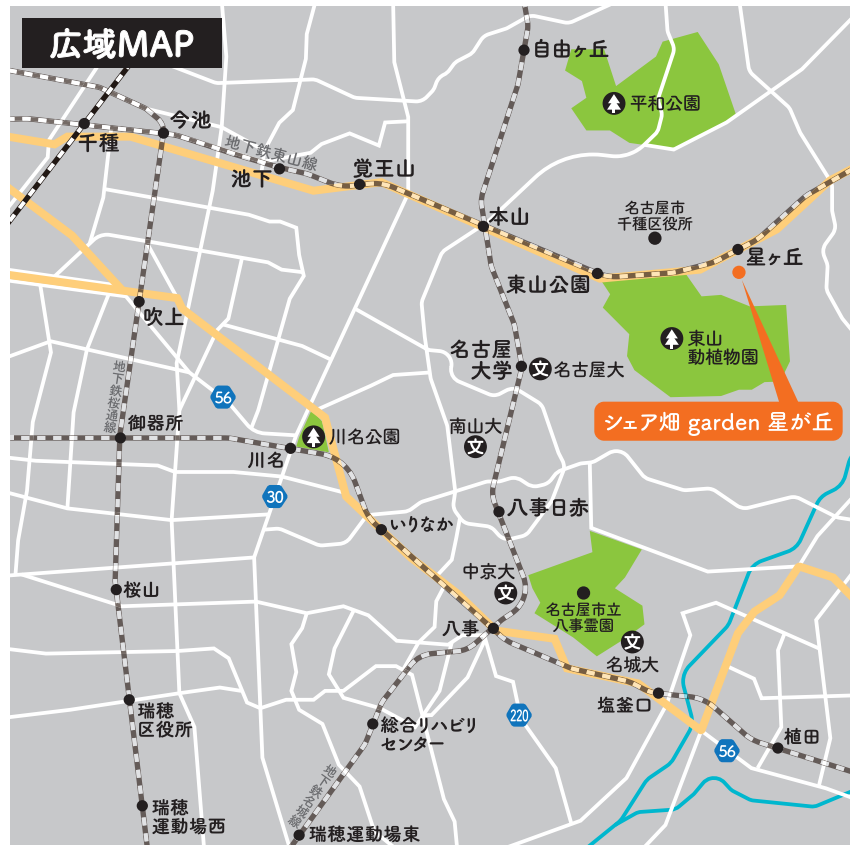 広域MAP
自由ヶ丘
平和公園
今池
千種
地下鉄東山線
池下
覚王山
本山
名古屋市
千種区役所
星ヶ丘
東山公園
吹上
名古屋
大学
文
名古屋大
東山
動植物園
地下鉄桜通線
56
シェア畑 garden 星が丘
御器所
川名公園
南山大
文
川名
30
八事日赤
いりなか
中京大
文
桜山
名古屋市立
八事霊園
八事
文
名城大
瑞穂
区役所
総合リハビリ
センター
220
塩釜口
56
植田
地下鉄名城線
瑞穂
運動場西
瑞穂運動場東